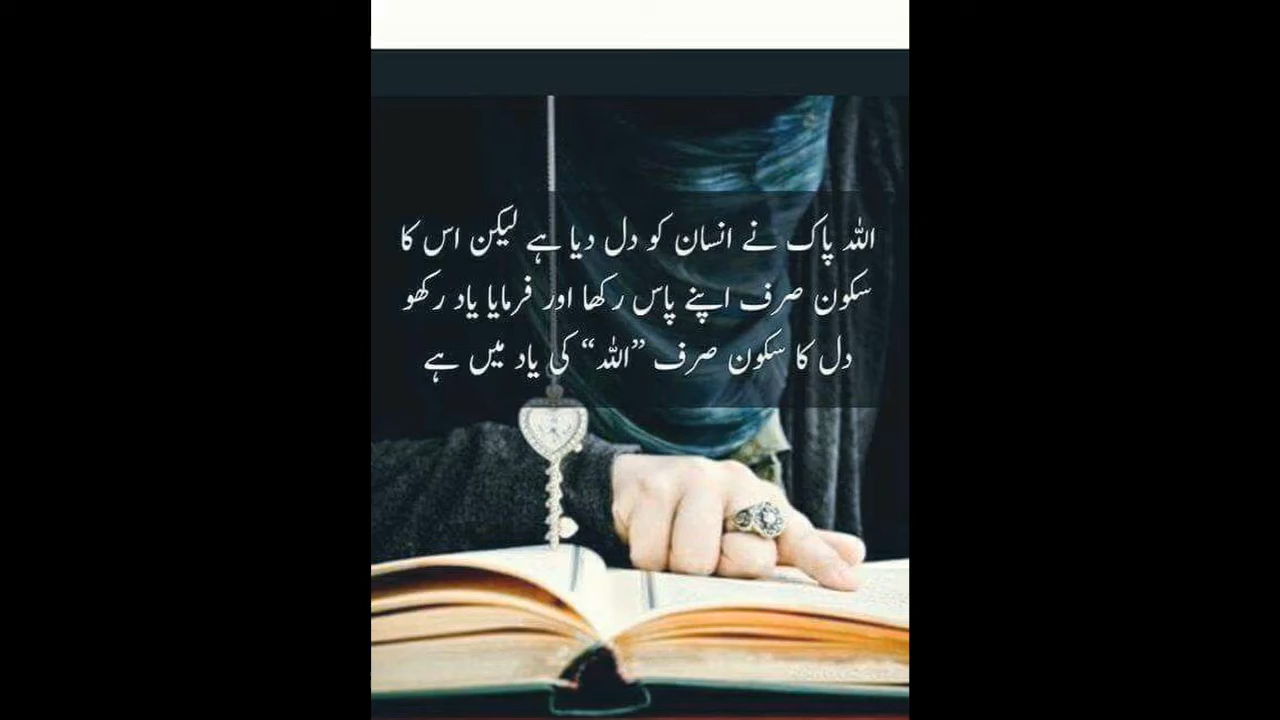 اللہ پاک نے انسان کو دل دیا ہے لیکن اس کا
سکون صرف اپنے پاس رکھا اور فرمایا یاد رکھو
دل کا سکون صرف ”اللہ“ کی یاد میں ہے